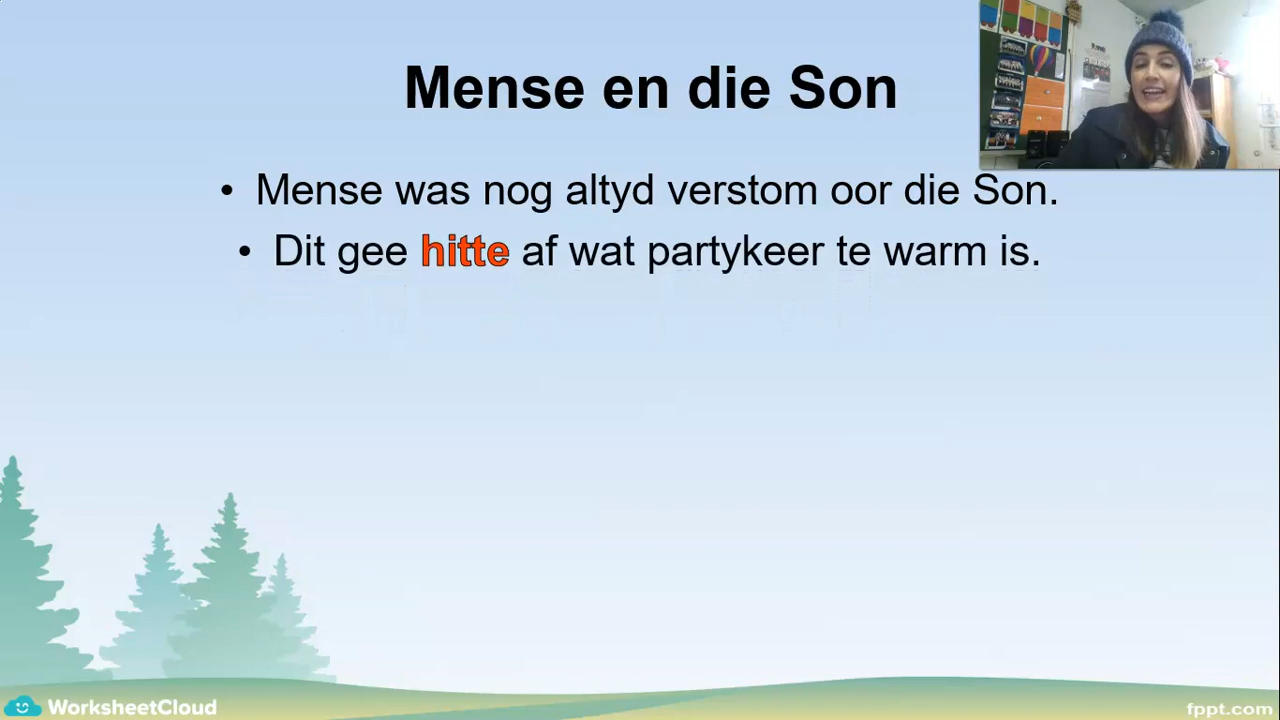 Mense en die Son
• Mense was nog altyd verstom oor die Son.
• Dit gee hitte af wat partykeer te warm is.
WorksheetCloud
fppt.com